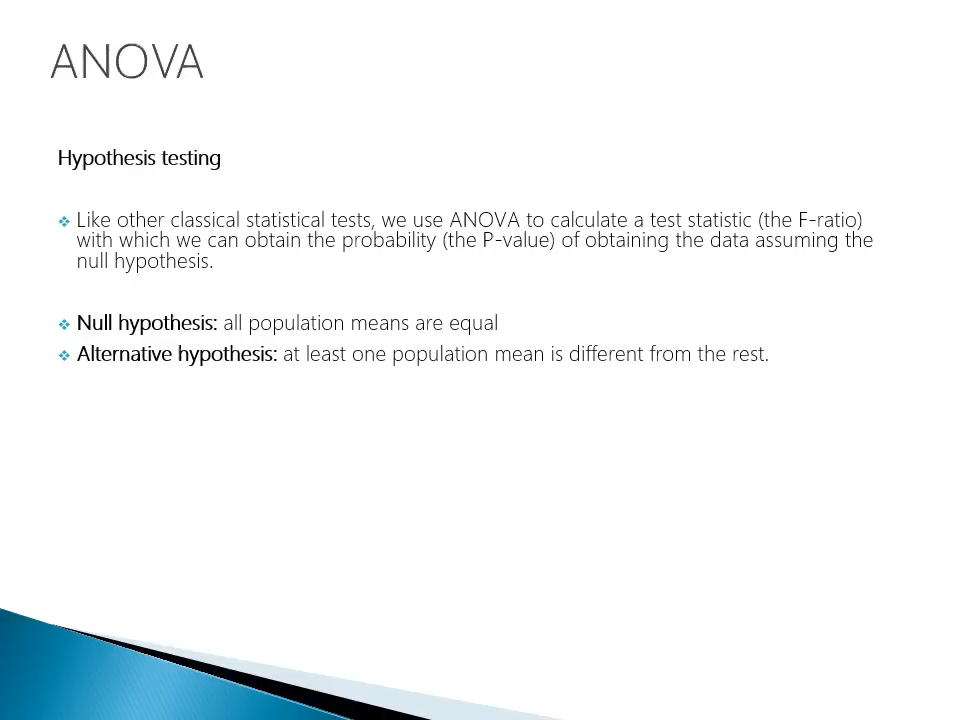 ANOVA
Hypothesis testing
❖ Like other classical statistical tests, we use ANOVA to calculate a test statistic (the F-ratio)
with which we can obtain the probability (the P-value) of obtaining the data assuming the
null hypothesis.
❖ Null hypothesis: all population means are equal
❖ Alternative hypothesis: at least one population mean is different from the rest.